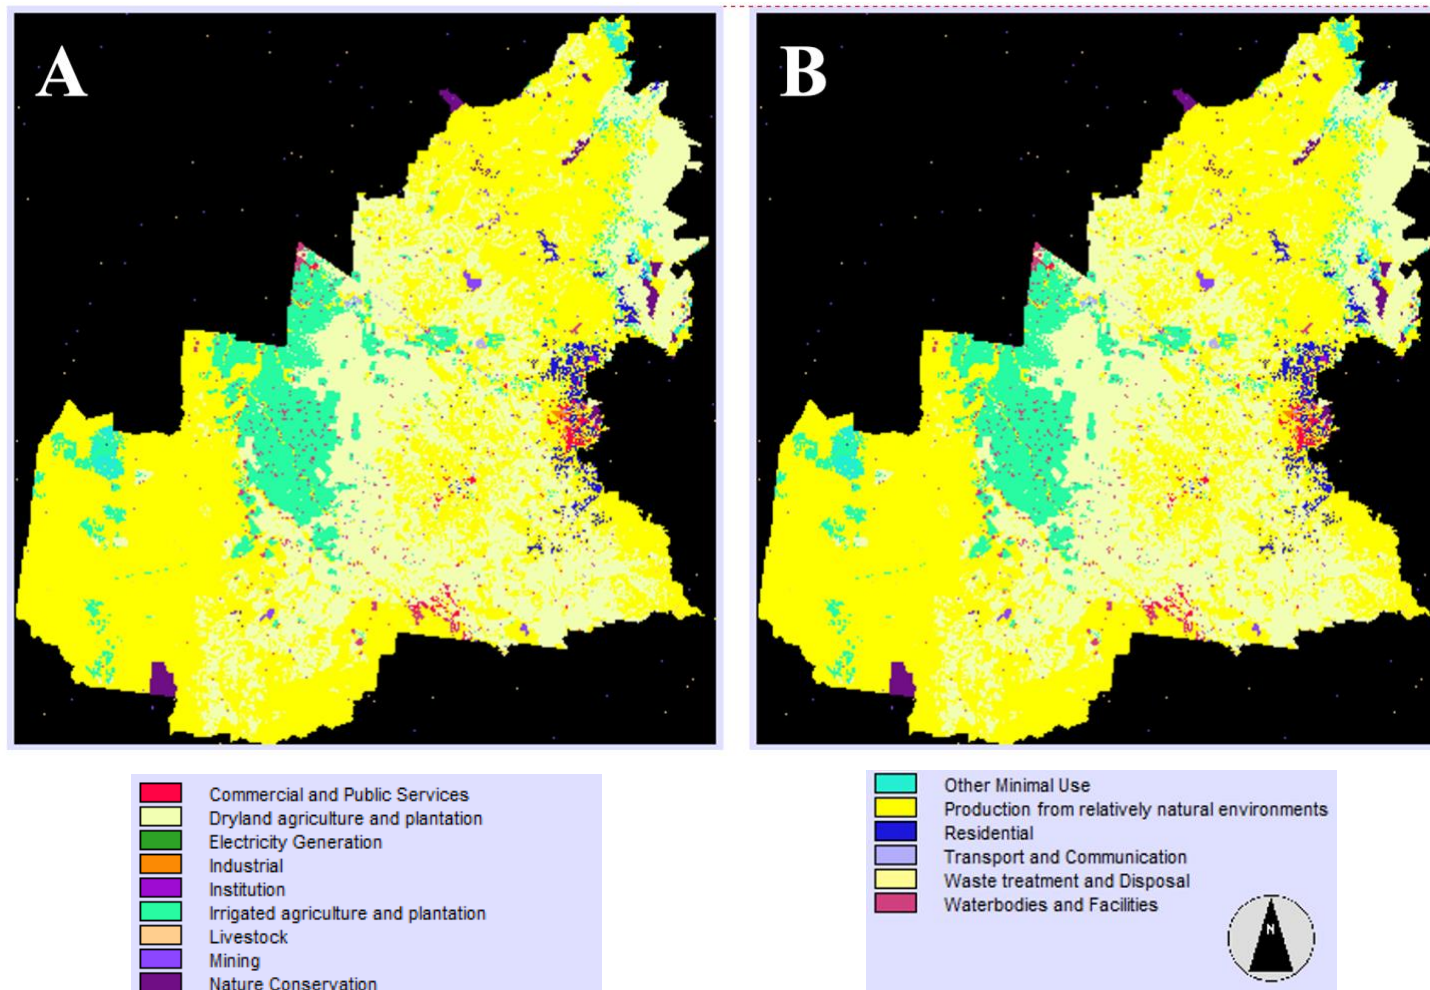 A
B
Commercial and Public Services
Dryland agriculture and plantation
Electricity Generation
Industrial
Institution
Irrigated agriculture and plantation
Livestock
Mining
Nature Conservation
Other Minimal Use
Production from relatively natural environments
Residential
Transport and Communication
Waste treatment and Disposal
Waterbodies and Facilities
N